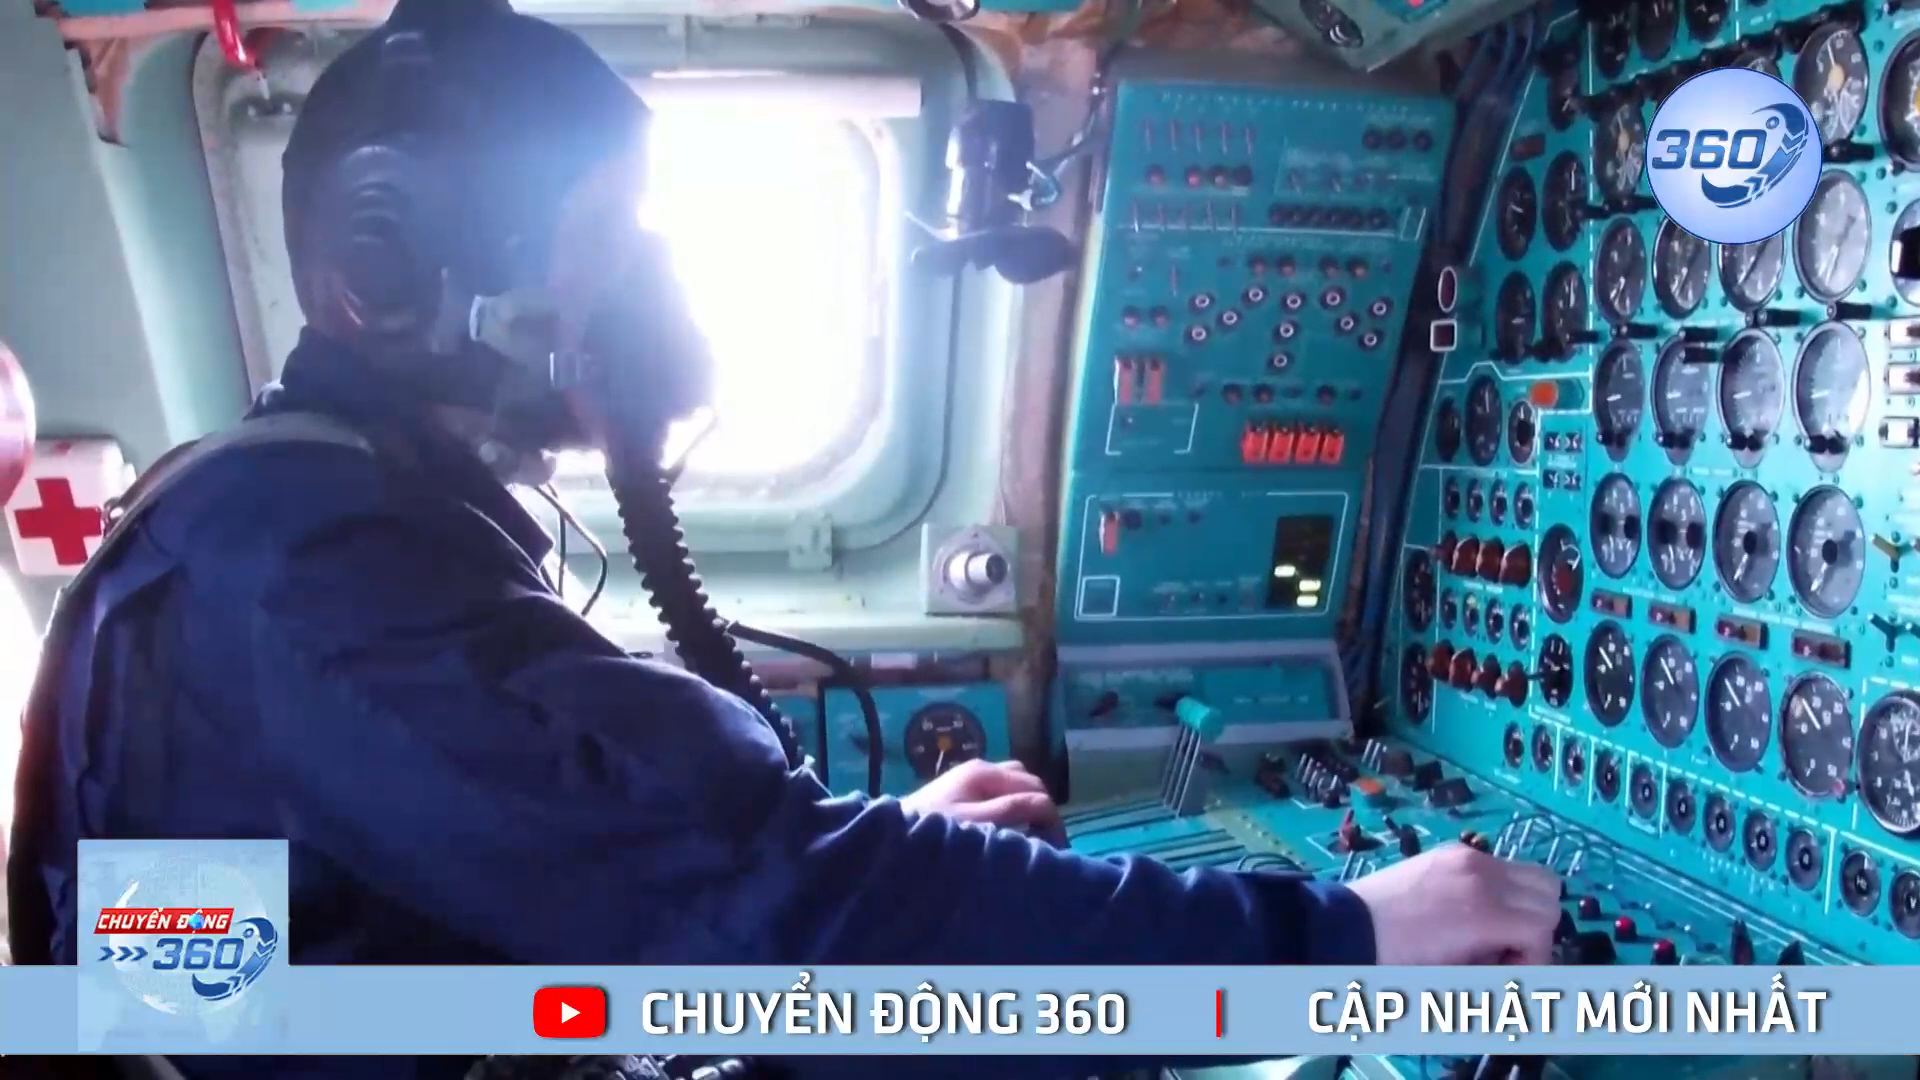 360°
CHUYỂN ĐỘNG
360°
CHUYỂN ĐỘNG 360 | CẬP NHẬT MỚI NHẤT